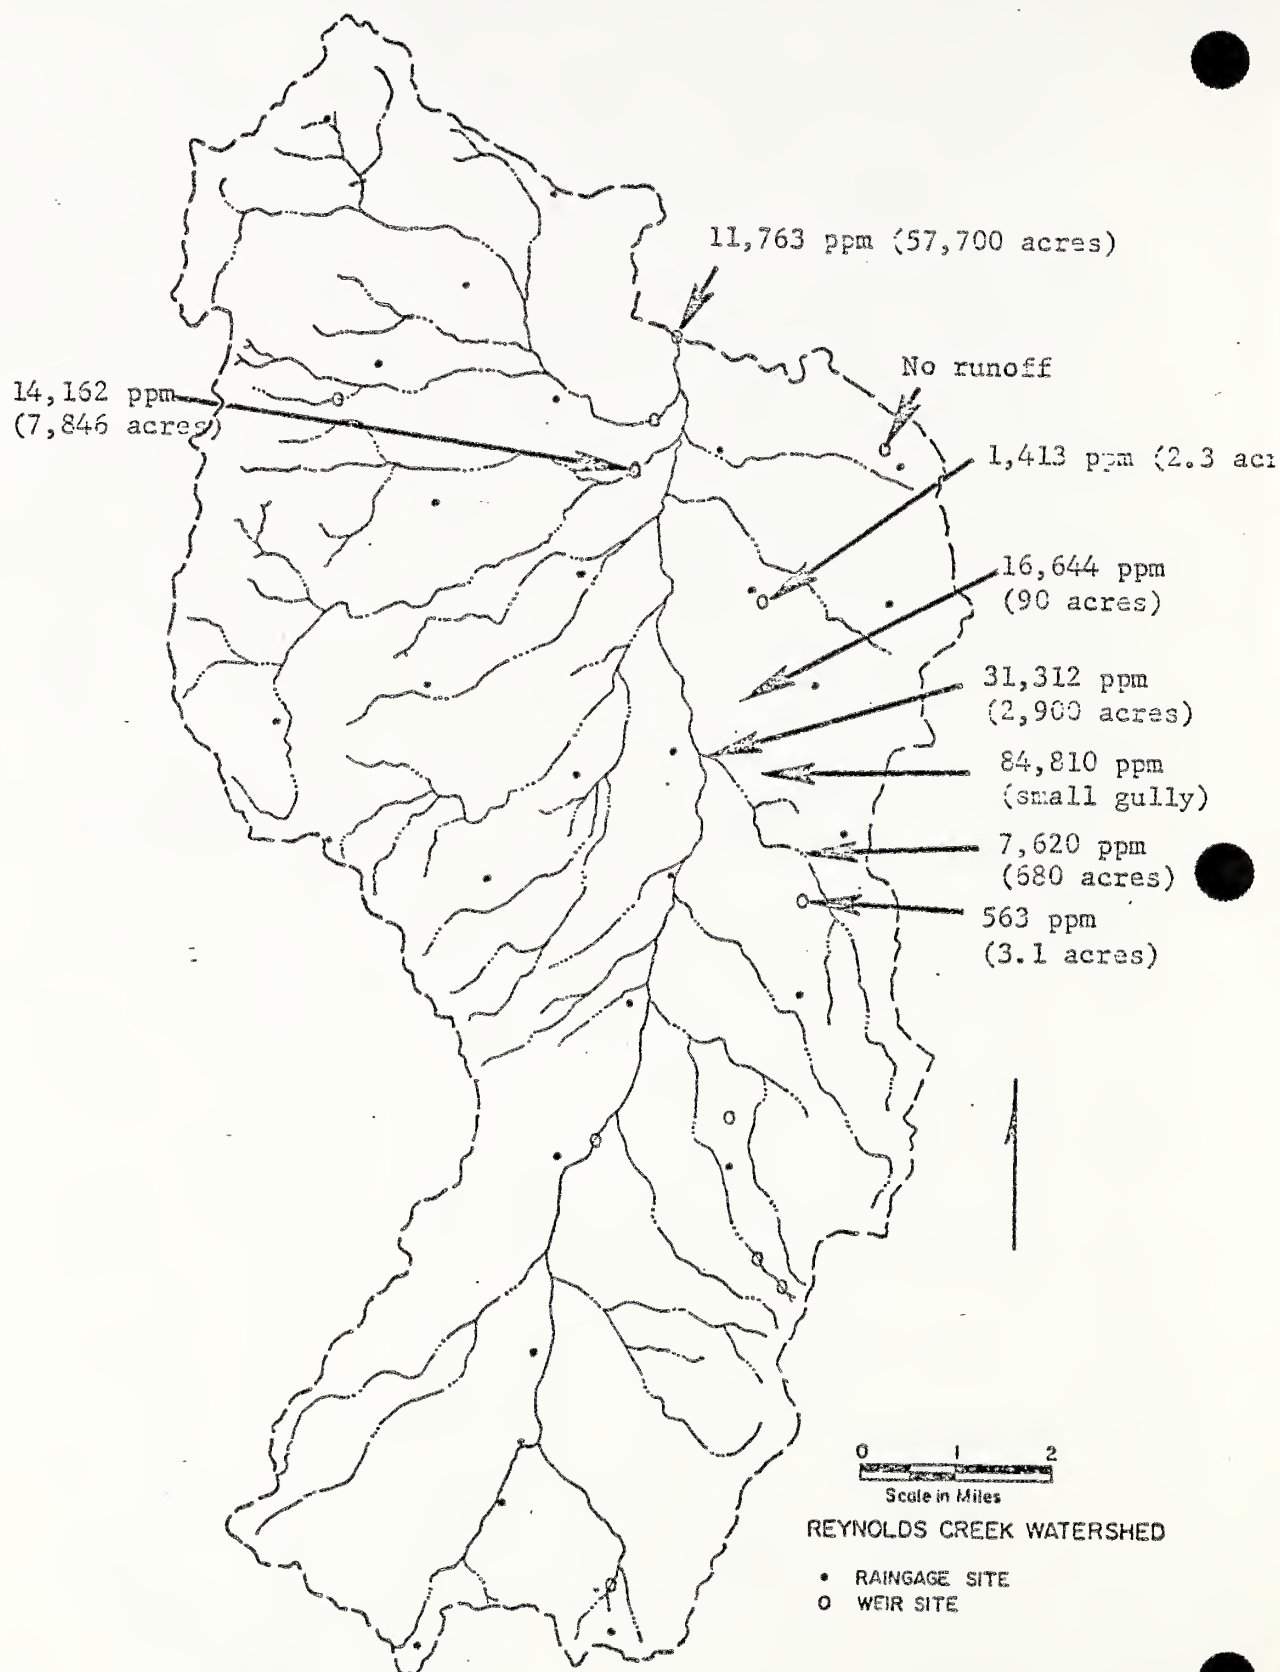 11,763 ppm (57,700 acres)
No runoff
14,162 ppm
(7,846 acres)
1,413 ppm (2.3 acr
16,644 ppm
(90 acres)
31,312 ppm
(2,900 acres)
84,810 ppm
(small gully)
7,620 ppm
(680 acres)
563 ppm
(3.1 acres)
0 1 2
Scale in Miles
REYNOLDS CREEK WATERSHED
RAINGAGE SITE
WEIR SITE